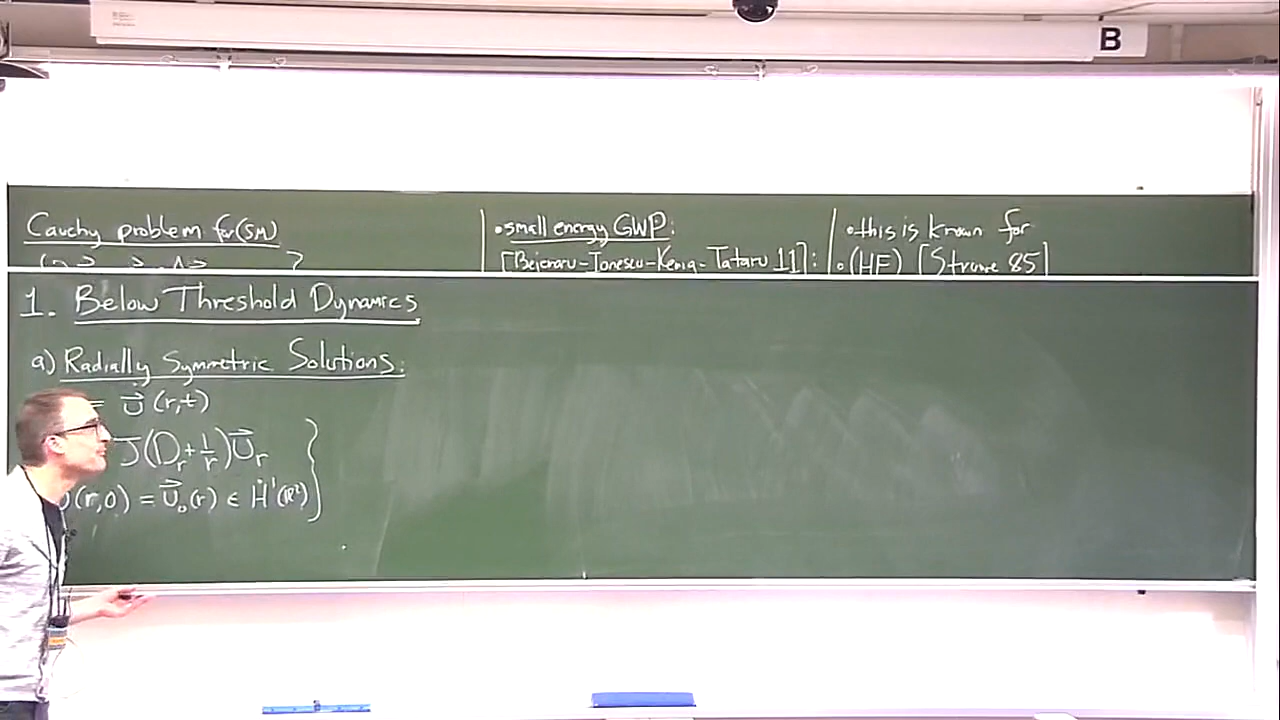 B
Cauchy problem for (SM)
• small energy GWP:
[Bejenaru-Ionescu-Kenig-Tataru 11]:
• this is known for
• (HF) [Struwe 85]
1. Below Threshold Dynamics
a) Radially Symmetric Solutions:
= u⃗ (r,t)
J(D_r + 1/r) u⃗_r
(r,0) = u⃗_0(r) ∈ Ḣ¹(ℝ²)